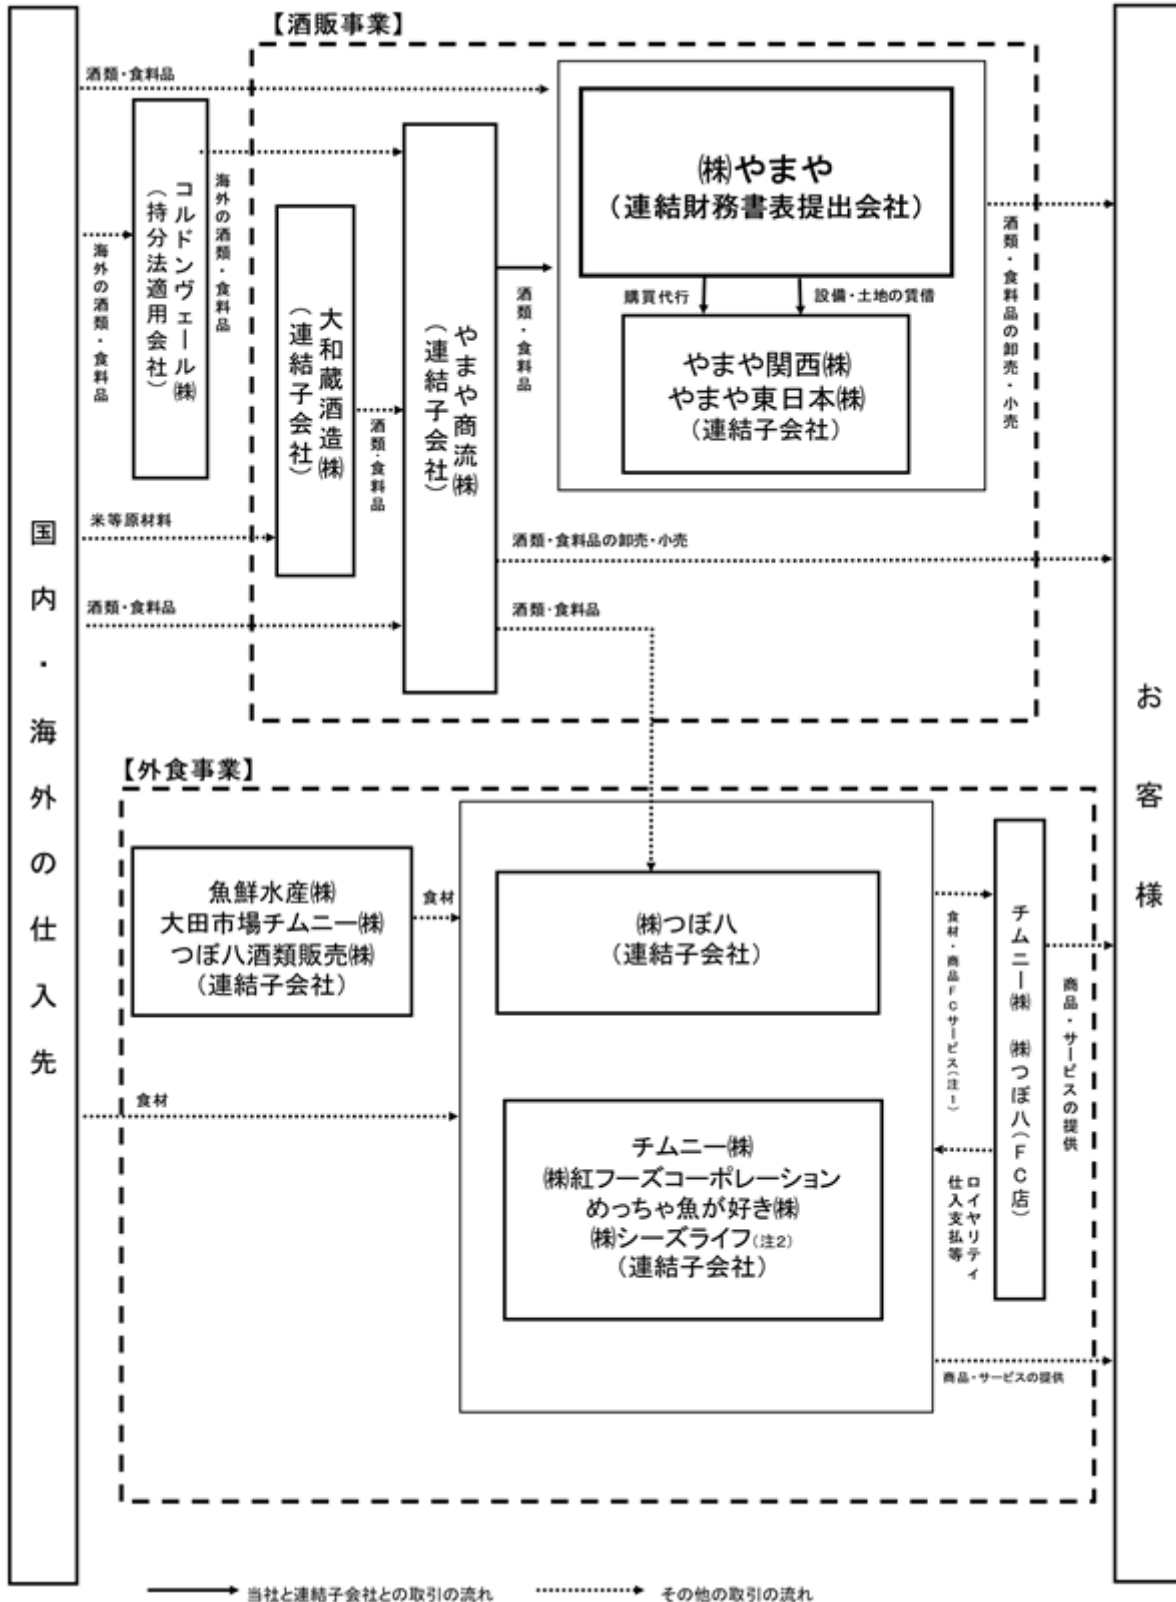 国内・海外の仕入先
【酒販事業】
酒類・食料品
コルドンヴェール㈱
（持分法適用会社）
海外の酒類・食料品
海外の酒類・食料品
大和蔵酒造㈱
（連結子会社）
酒類・食料品
やまや商流㈱
（連結子会社）
酒類・食料品
㈱やまや
（連結財務書表提出会社）
購買代行
設備・土地の賃借
やまや関西㈱
やまや東日本㈱
（連結子会社）
酒類・食料品の卸売・小売
米等原材料
酒類・食料品の卸売・小売
酒類・食料品
酒類・食料品
お客様
【外食事業】
魚鮮水産㈱
大田市場チムニー㈱
つぼ八酒類販売㈱
（連結子会社）
食材
㈱つぼ八
（連結子会社）
食材・商品FCサービス（注1）
チムニー㈱　㈱つぼ八（FC店）
商品・サービスの提供
食材
チムニー㈱
㈱紅フーズコーポレーション
めっちゃ魚が好き㈱
㈱シーズライフ（注2）
（連結子会社）
ロイヤリティ
仕入支払等
商品・サービスの提供
当社と連結子会社との取引の流れ
その他の取引の流れ